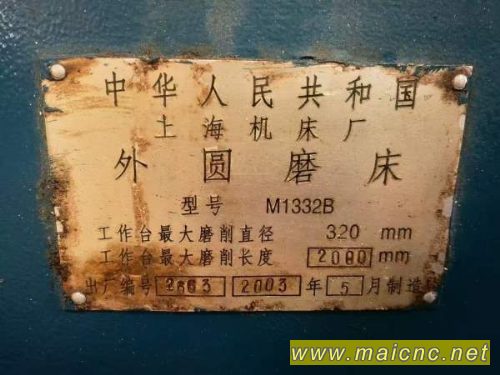 中华人民共和国
上海机床厂
外圆磨床
型号 M1332B
工作台最大磨削直径 320 mm
工作台最大磨削长度 2000 mm
出厂编号 2663 2003 年 5 月制造
www.maicnc.net